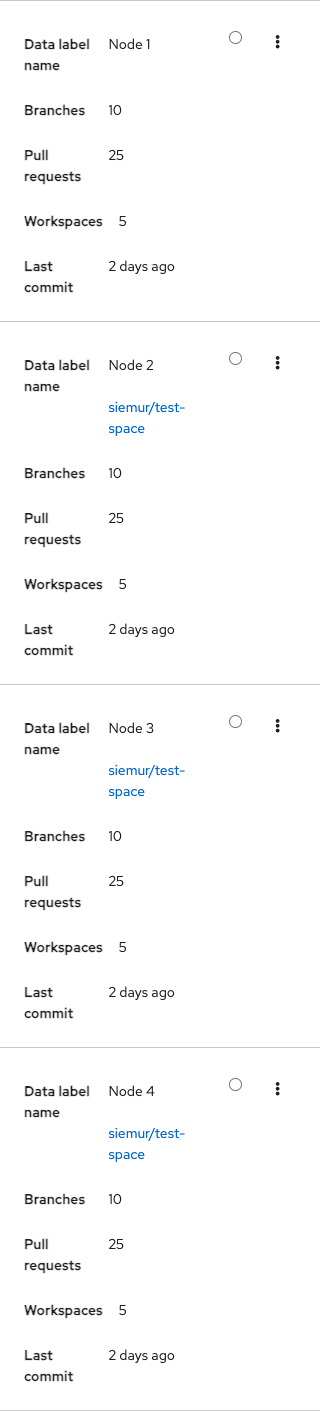 Data label Node 1
name
Branches 10
Pull 25
requests
Workspaces 5
Last 2 days ago
commit
Data label Node 2
name
siemur/test-
space
Branches 10
Pull 25
requests
Workspaces 5
Last 2 days ago
commit
Data label Node 3
name
siemur/test-
space
Branches 10
Pull 25
requests
Workspaces 5
Last 2 days ago
commit
Data label Node 4
name
siemur/test-
space
Branches 10
Pull 25
requests
Workspaces 5
Last 2 days ago
commit